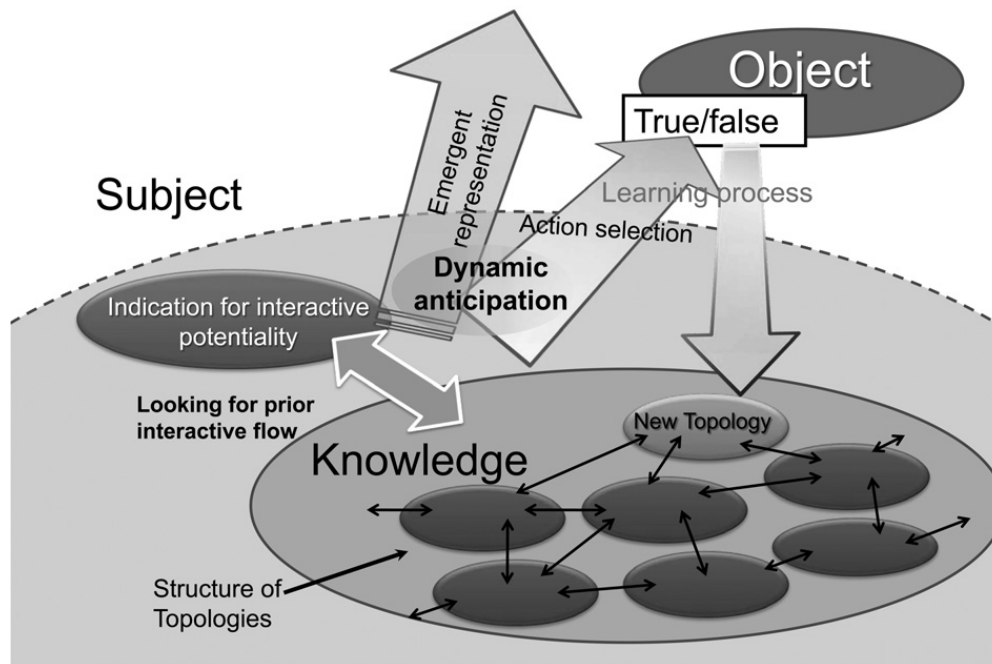 Object
True/false
Emergent
representation
Learning process
Subject
Action selection
Dynamic
anticipation
Indication for interactive
potentiality
Looking for prior
interactive flow
New Topology
Knowledge
Structure of
Topologies